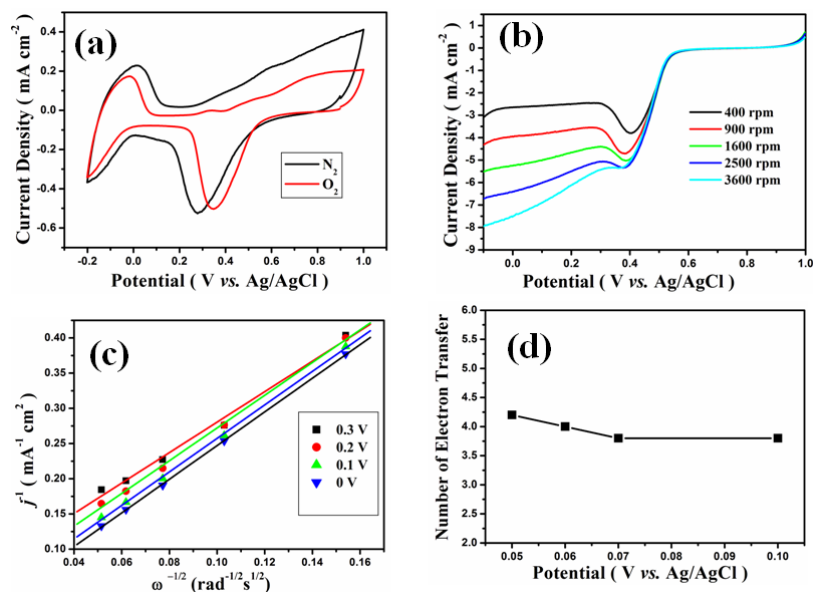 (a)
Current Density ( mA cm-2 )
0.4
0.2
0.0
-0.2
-0.4
-0.6
N2
O2
-0.2 0.0 0.2 0.4 0.6 0.8 1.0
Potential ( V vs. Ag/AgCl )
(b)
Current Density ( mA cm-2 )
0
-1
-2
-3
-4
-5
-6
-7
-8
-9
400 rpm
900 rpm
1600 rpm
2500 rpm
3600 rpm
0.0 0.2 0.4 0.6 0.8 1.0
Potential ( V vs. Ag/AgCl )
(c)
j-1 ( mA-1 cm2 )
0.40
0.35
0.30
0.25
0.20
0.15
0.10
0.3 V
0.2 V
0.1 V
0 V
0.04 0.06 0.08 0.10 0.12 0.14 0.16
ω -1/2 (rad-1/2s1/2)
(d)
Number of Electron Transfer
6.0
5.5
5.0
4.5
4.0
3.5
3.0
2.5
2.0
0.05 0.06 0.07 0.08 0.09 0.10
Potential ( V vs. Ag/AgCl )